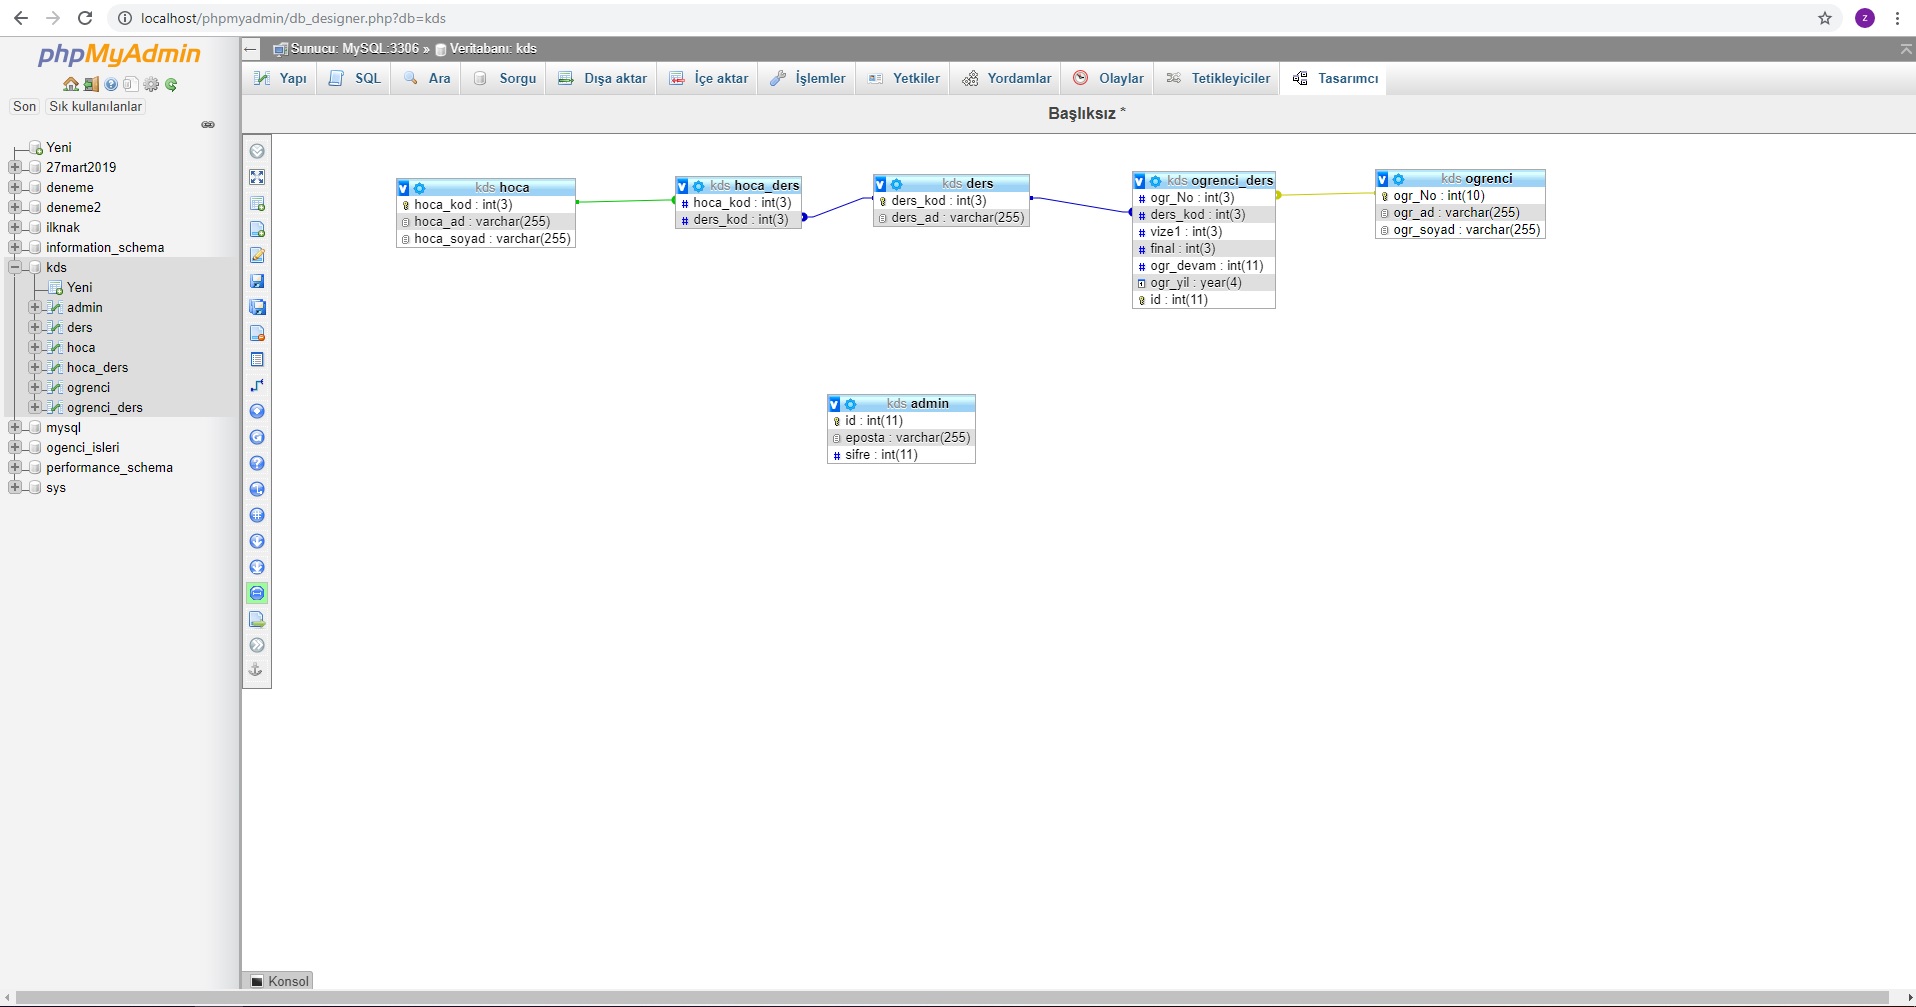 localhost/phpmyadmin/db_designer.php?db=kds
z
phpMyAdmin
Son Sık kullanılanlar
Yeni
27mart2019
deneme
deneme2
ilknak
information_schema
kds
Yeni
admin
ders
hoca
hoca_ders
ogrenci
ogrenci_ders
mysql
ogenci_isleri
performance_schema
sys
Sunucu: MySQL:3306 » Veritabanı: kds
Yapı SQL Ara Sorgu Dışa aktar İçe aktar İşlemler Yetkiler Yordamlar Olaylar Tetikleyiciler Tasarımcı
Başlıksız *
kds hoca
hoca_kod : int(3)
hoca_ad : varchar(255)
hoca_soyad : varchar(255)
kds hoca_ders
hoca_kod : int(3)
ders_kod : int(3)
kds ders
ders_kod : int(3)
ders_ad : varchar(255)
kds ogrenci_ders
ogr_No : int(3)
ders_kod : int(3)
vize1 : int(3)
final : int(3)
ogr_devam : int(11)
ogr_yil : year(4)
id : int(11)
kds ogrenci
ogr_No : int(10)
ogr_ad : varchar(255)
ogr_soyad : varchar(255)
kds admin
id : int(11)
eposta : varchar(255)
sifre : int(11)
Konsol